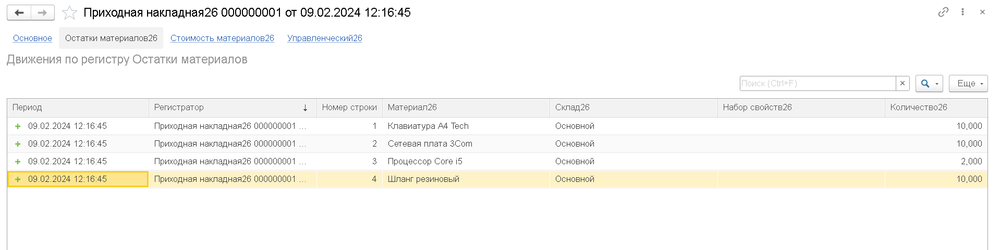 Приходная накладная26 000000001 от 09.02.2024 12:16:45
Основное Остатки материалов26 Стоимость материалов26 Управленческий26
Движения по регистру Остатки материалов
Поиск (Ctrl+F) × Еще
Период Регистратор ↓ Номер строки Материал26 Склад26 Набор свойств26 Количество26
09.02.2024 12:16:45 Приходная накладная26 000000001 ... 1 Клавиатура A4 Tech Основной 10,000
09.02.2024 12:16:45 Приходная накладная26 000000001 ... 2 Сетевая плата 3Com Основной 10,000
09.02.2024 12:16:45 Приходная накладная26 000000001 ... 3 Процессор Core i5 Основной 2,000
09.02.2024 12:16:45 Приходная накладная26 000000001 ... 4 Шланг резиновый Основной 10,000